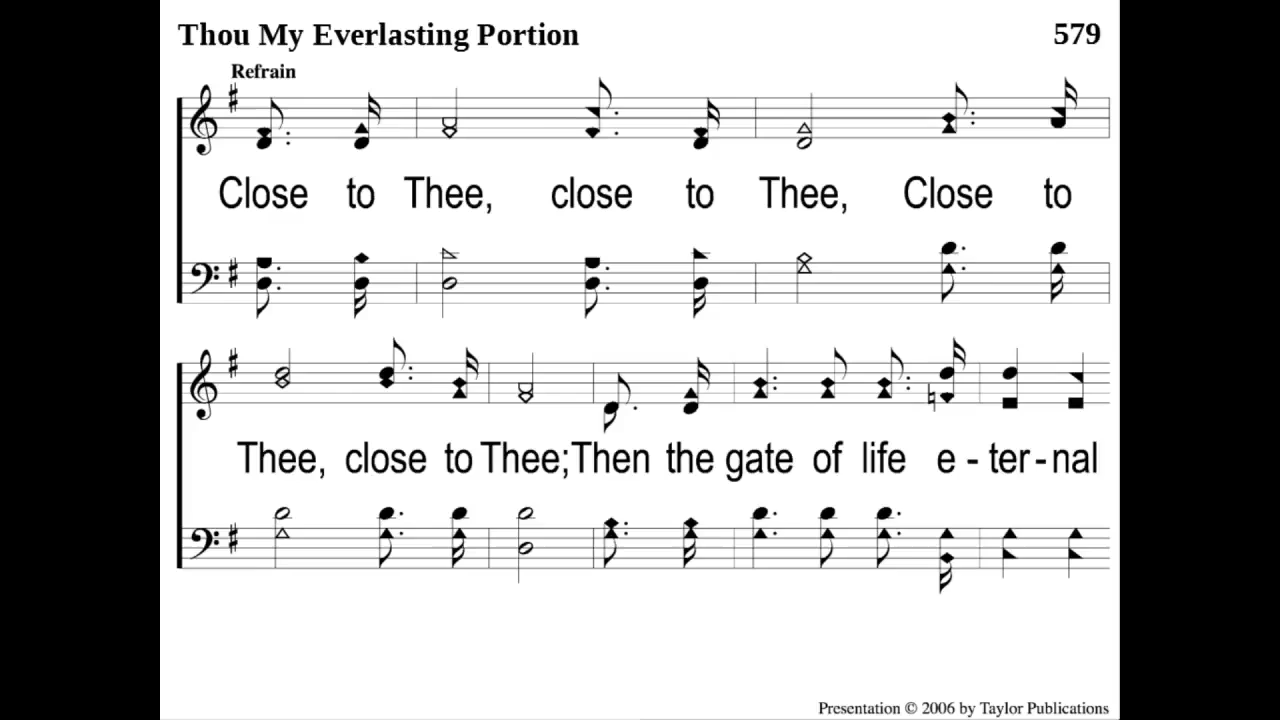 Thou My Everlasting Portion 579
Refrain
Close to Thee, close to Thee, Close to
Thee, close to Thee; Then the gate of life e - ter - nal
Presentation © 2006 by Taylor Publications